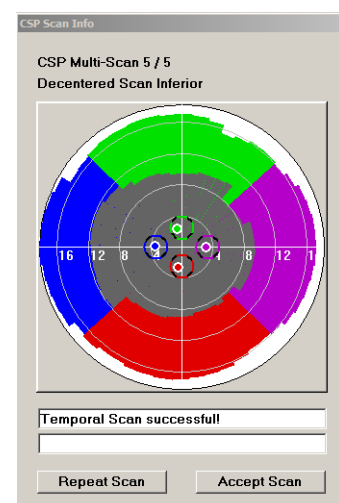 CSP Scan Info
CSP Multi-Scan 5 / 5
Decentered Scan Inferior
16 12 8 4 4 8 12 1
Temporal Scan successful!
Repeat Scan Accept Scan